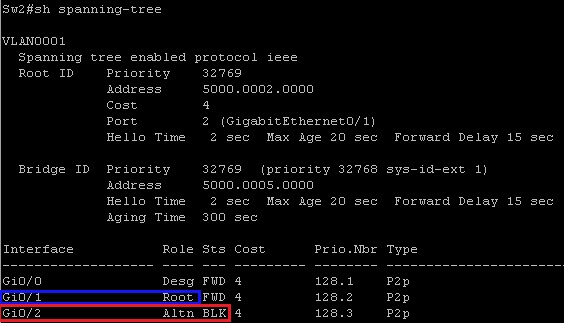 Sw2#sh spanning-tree
VLAN0001
Spanning tree enabled protocol ieee
Root ID Priority 32769
Address 5000.0002.0000
Cost 4
Port 2 (GigabitEthernet0/1)
Hello Time 2 sec Max Age 20 sec Forward Delay 15 sec
Bridge ID Priority 32769 (priority 32768 sys-id-ext 1)
Address 5000.0005.0000
Hello Time 2 sec Max Age 20 sec Forward Delay 15 sec
Aging Time 300 sec
Interface Role Sts Cost Prio.Nbr Type
------------------- ---- --- --------- -------- --------------------------------
Gi0/0 Desg FWD 4 128.1 P2p
Gi0/1 Root FWD 4 128.2 P2p
Gi0/2 Altn BLK 4 128.3 P2p